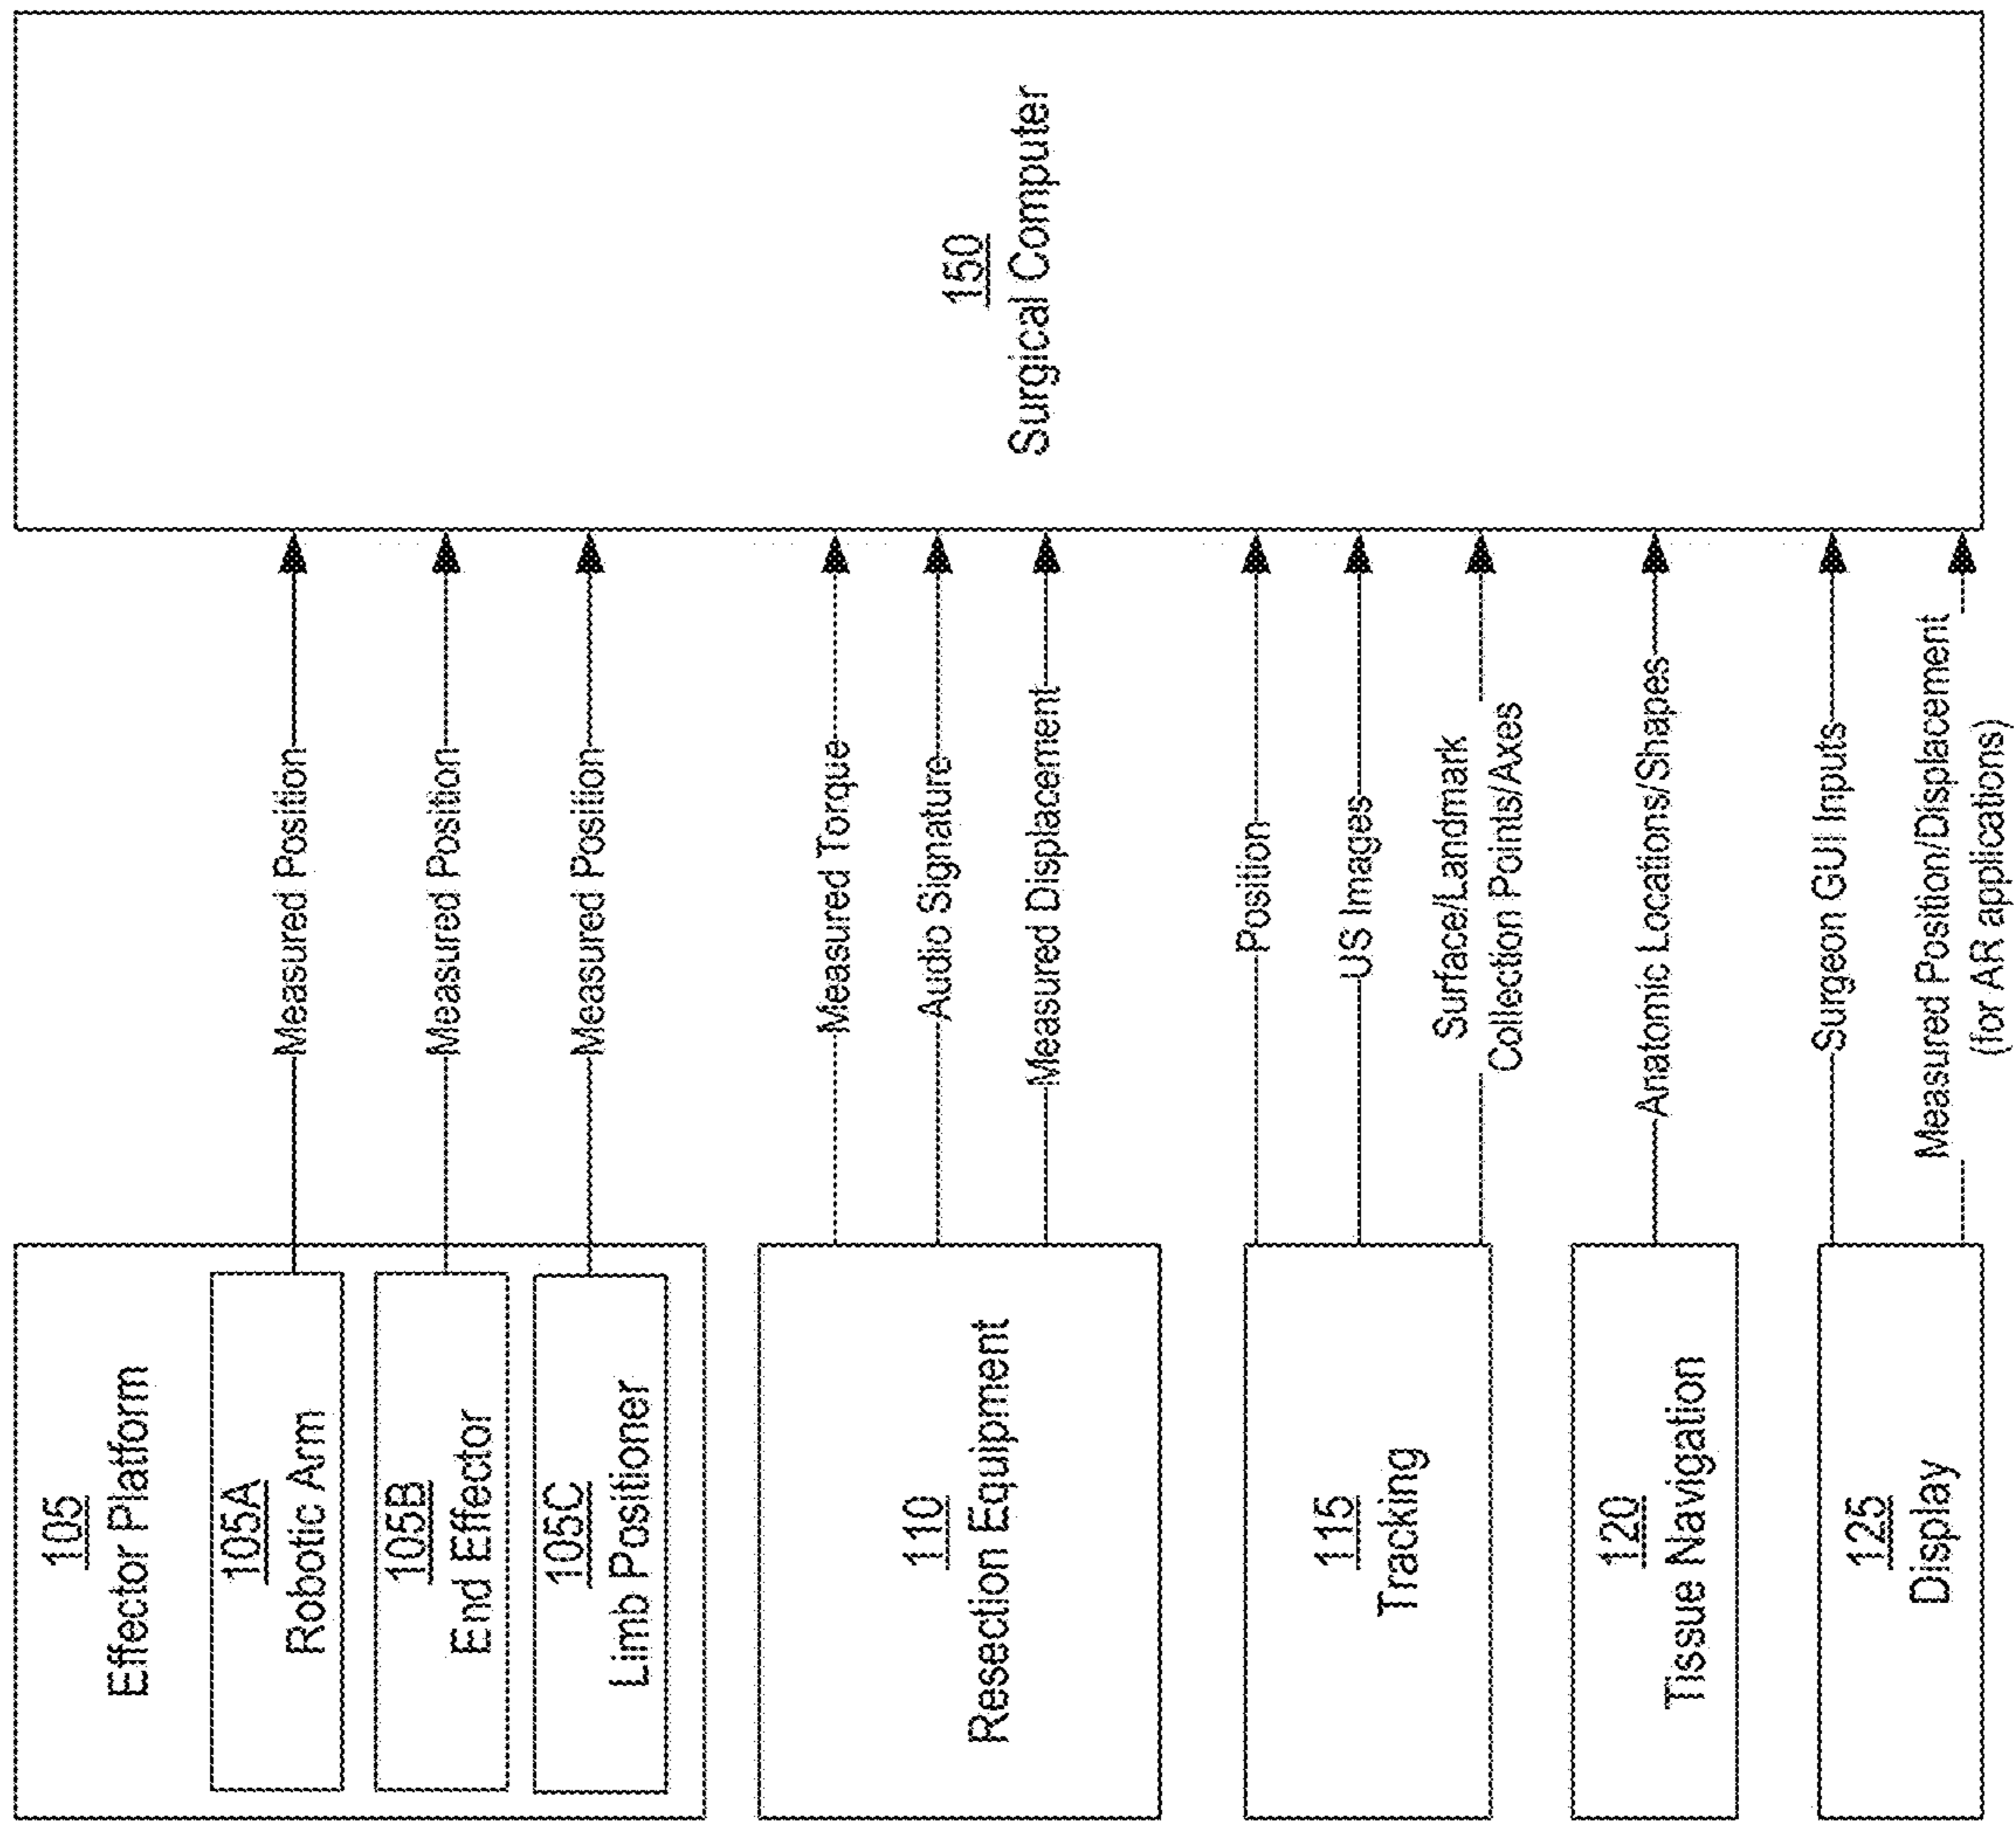 105
Effector Platform
105A
Robotic Arm
105B
End Effector
105C
Limb Positioner
110
Resection Equipment
115
Tracking
120
Tissue Navigation
125
Display
Measured Position
Measured Position
Measured Position
Measured Torque
Audio Signature
Measured Displacement
Position
US Images
Surface/Landmark
Collection Points/Axes
Anatomic Locations/Shapes
Surgeon GUI Inputs
Measured Position/Displacement
(for AR applications)
150
Surgical Computer